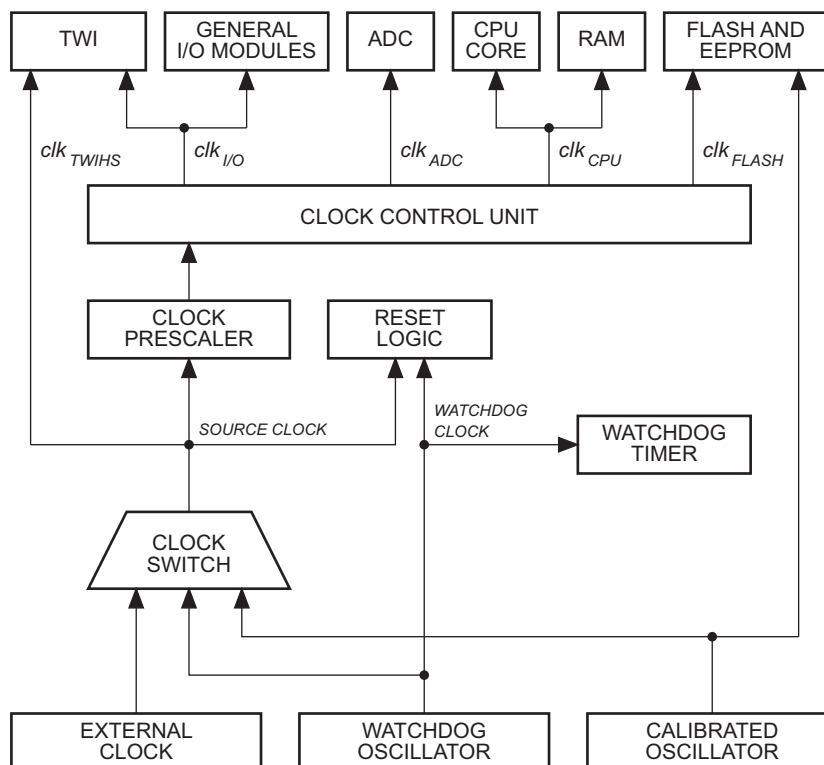 TWI
GENERAL
I/O MODULES
ADC
CPU
CORE
RAM
FLASH AND
EEPROM
clk TWIHS
clk I/O
clk ADC
clk CPU
clk FLASH
CLOCK CONTROL UNIT
CLOCK
PRESCALER
RESET
LOGIC
SOURCE CLOCK
WATCHDOG
CLOCK
WATCHDOG
TIMER
CLOCK
SWITCH
EXTERNAL
CLOCK
WATCHDOG
OSCILLATOR
CALIBRATED
OSCILLATOR